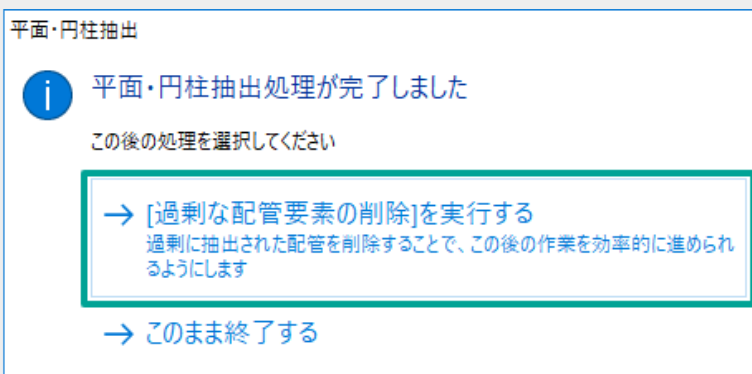 平面・円柱抽出
平面・円柱抽出処理が完了しました
この後の処理を選択してください
→ [過剰な配管要素の削除]を実行する
過剰に抽出された配管を削除することで、この後の作業を効率的に進められ
るようにします
→ このまま終了する